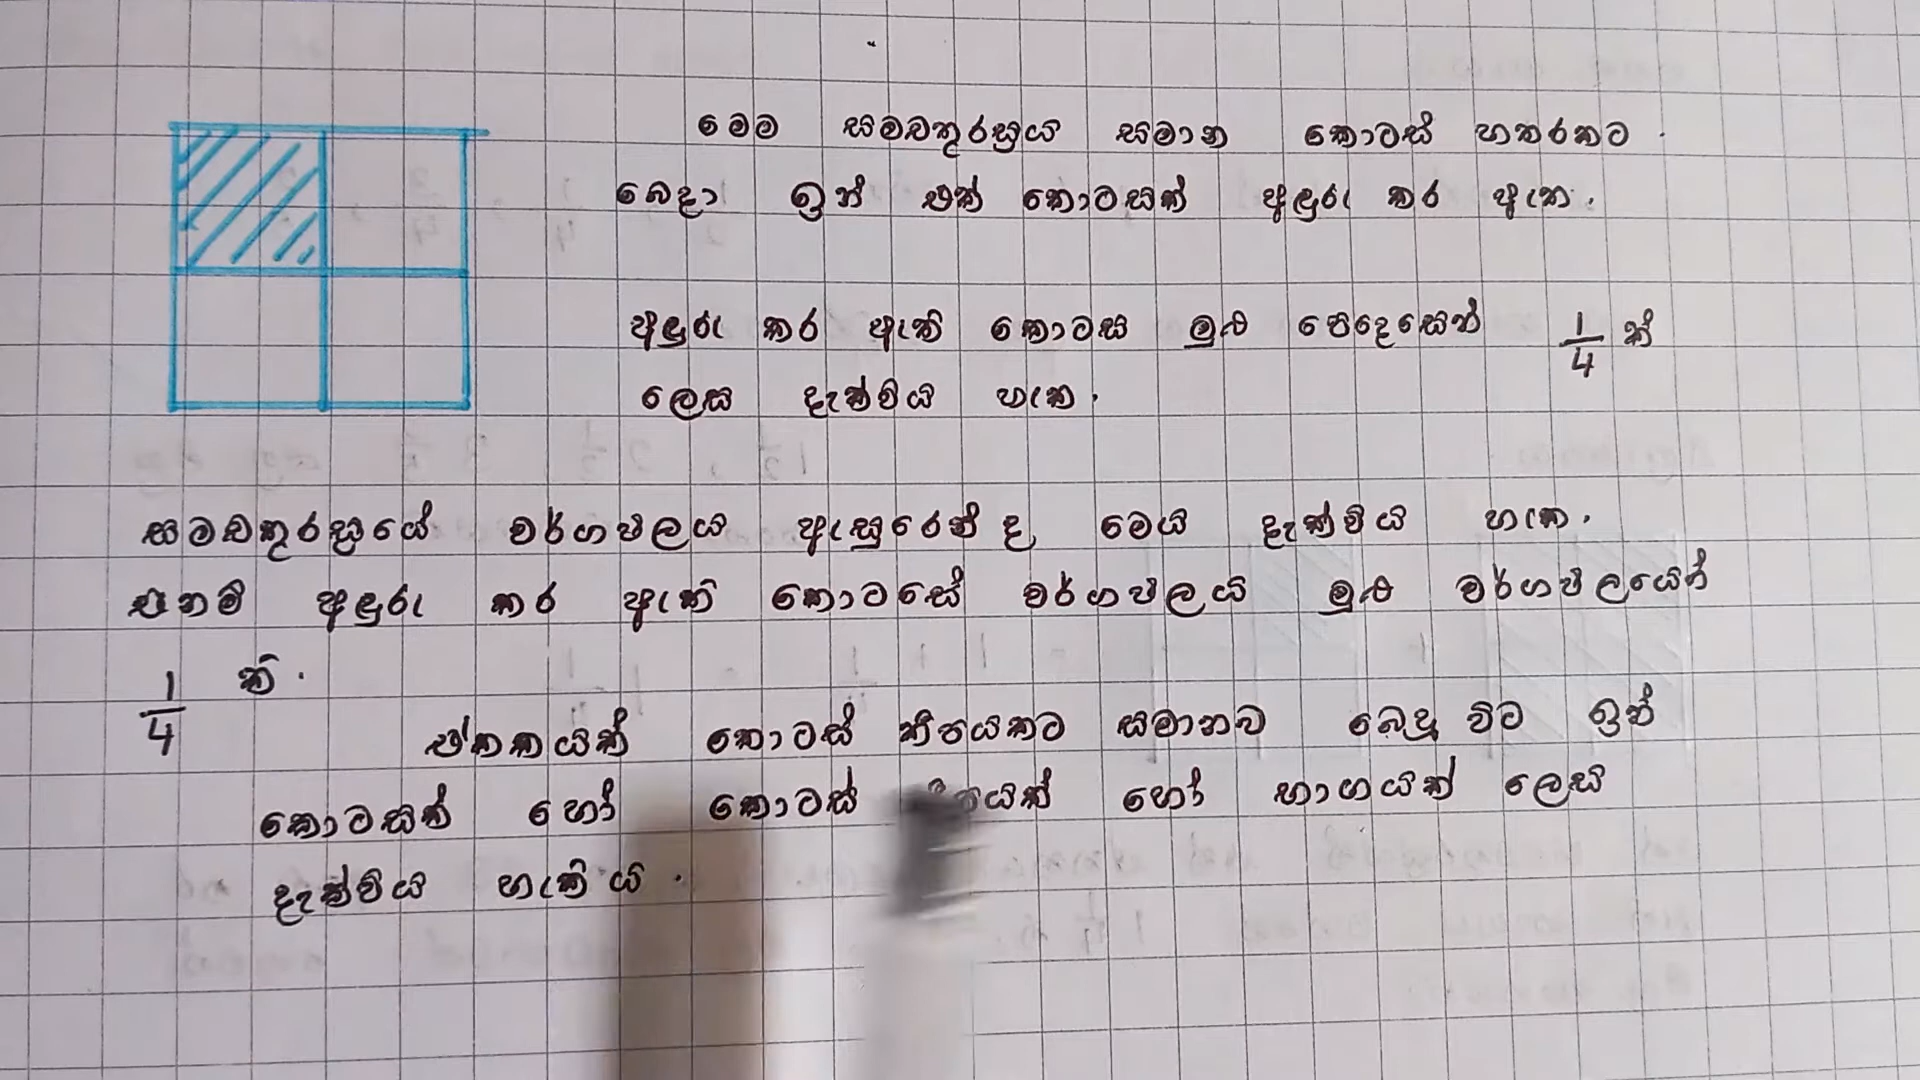 මෙම සමචතුරස්‍රය සමාන කොටස් හතරකට
බෙදා ඉන් එක් කොටසක් අඳුරු කර ඇත.
අඳුරු කර ඇති කොටස මුළු පෙදෙසෙන් 1/4 ක්
ලෙස දැක්විය හැක.
සමචතුරස්‍රයේ වර්ගඵලය ඇසුරෙන් ද මෙය දැක්විය හැක.
එනම් අඳුරු කර ඇති කොටසේ වර්ගඵලය මුළු වර්ගඵලයෙන්
1/4 කි.
ඒකකයක් කොටස් කීපයකට සමානව බෙදූ විට ඉන්
කොටසක් හෝ කොටස් හෝ භාගයක් ලෙස
දැක්විය හැකි ය.